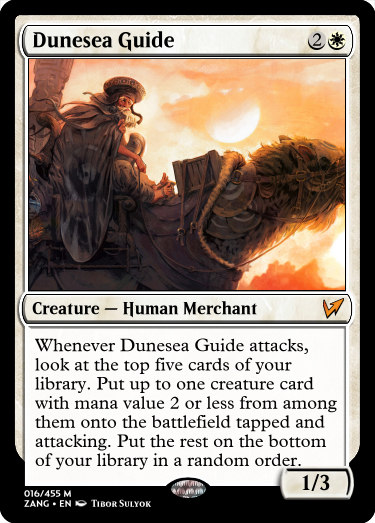 Dunesea Guide 2
Creature — Human Merchant
Whenever Dunesea Guide attacks,
look at the top five cards of your
library. Put up to one creature card
with mana value 2 or less from among
them onto the battlefield tapped and
attacking. Put the rest on the bottom
of your library in a random order.
1/3
016/455 M
ZANG • EN Tibor Sulyok